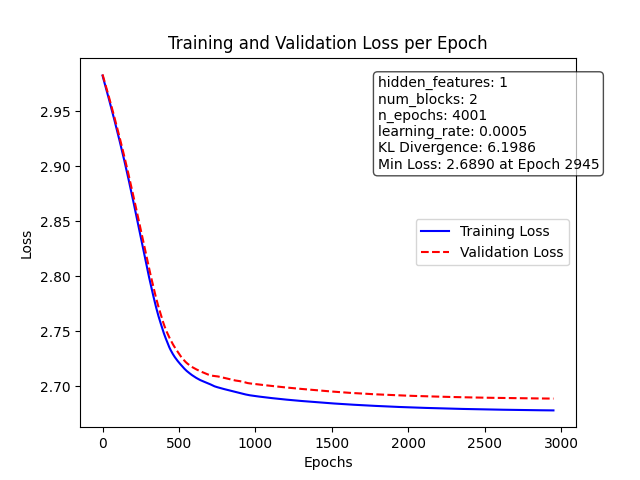 Training and Validation Loss per Epoch
hidden_features: 1
num_blocks: 2
n_epochs: 4001
learning_rate: 0.0005
KL Divergence: 6.1986
Min Loss: 2.6890 at Epoch 2945
Training Loss
Validation Loss
Loss
2.95
2.90
2.85
2.80
2.75
2.70
0 500 1000 1500 2000 2500 3000
Epochs